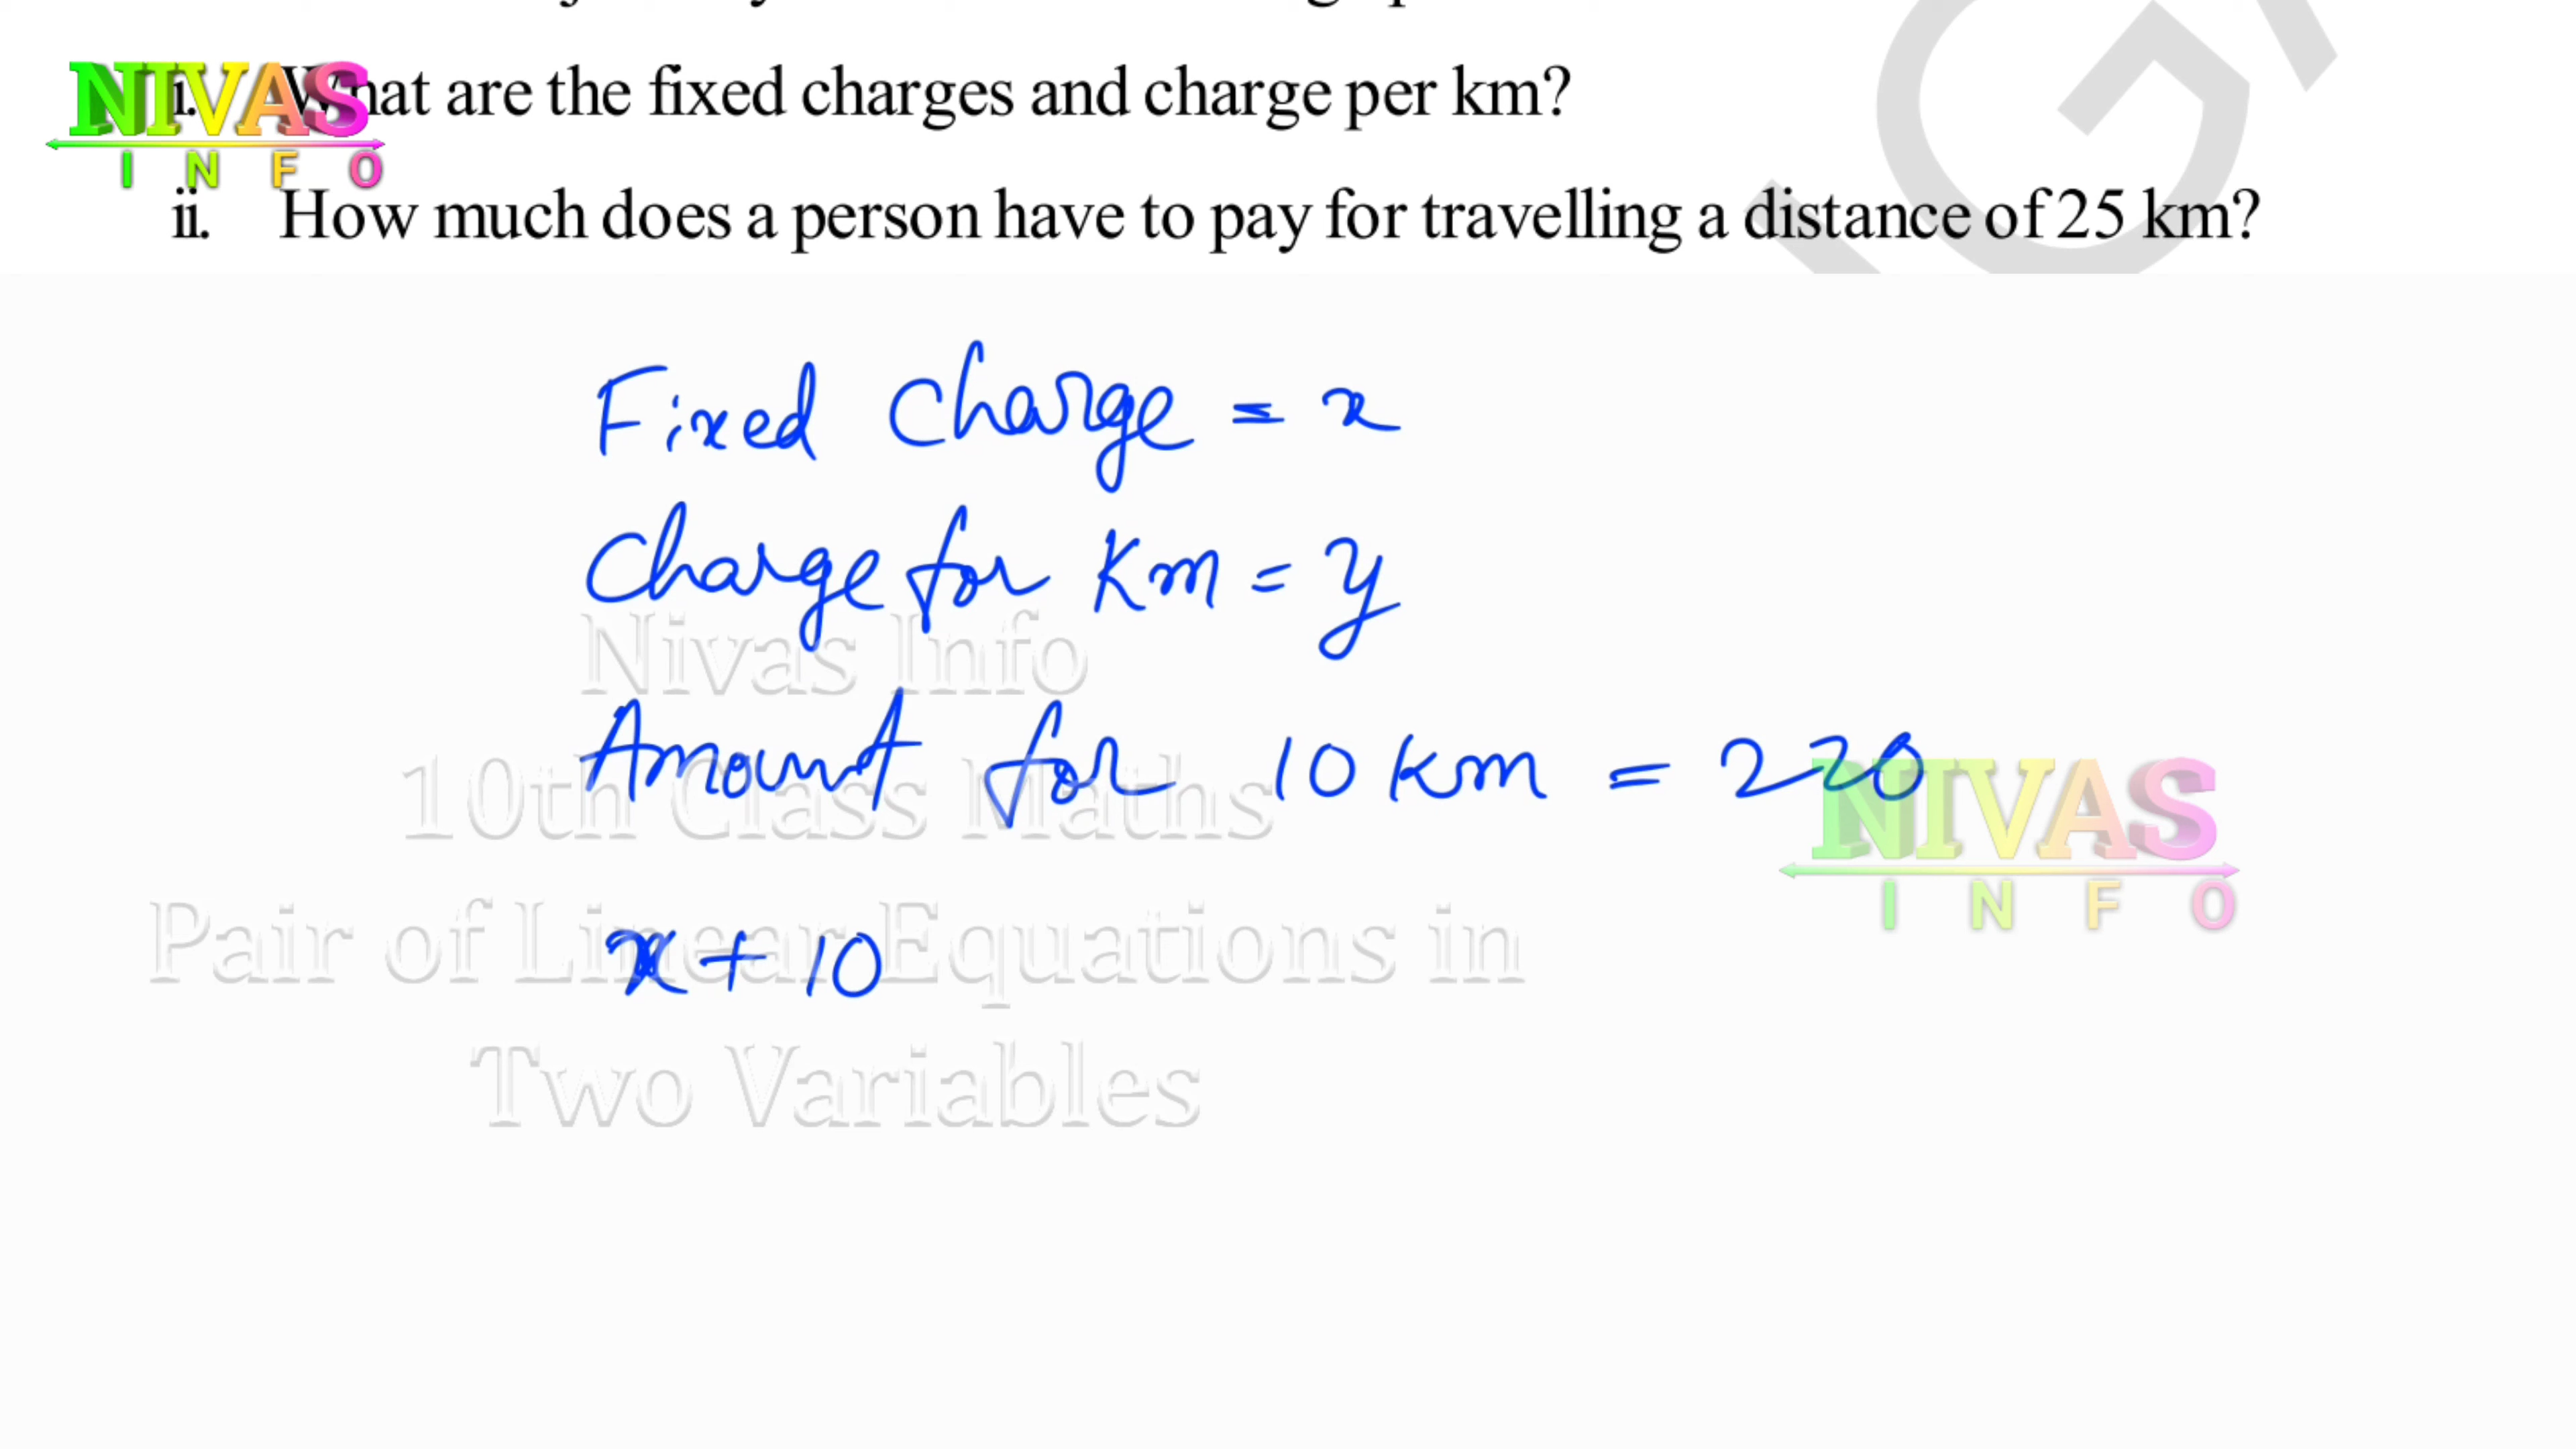 NIVAS
INFO
i. What are the fixed charges and charge per km?
ii. How much does a person have to pay for travelling a distance of 25 km?
Fixed Charge = x
Charge for Km = y
Nivas Info
Amount for 10 Km = 220
10th Class Maths
NIVAS
INFO
Pair of Linear Equations in
x + 10
Two Variables